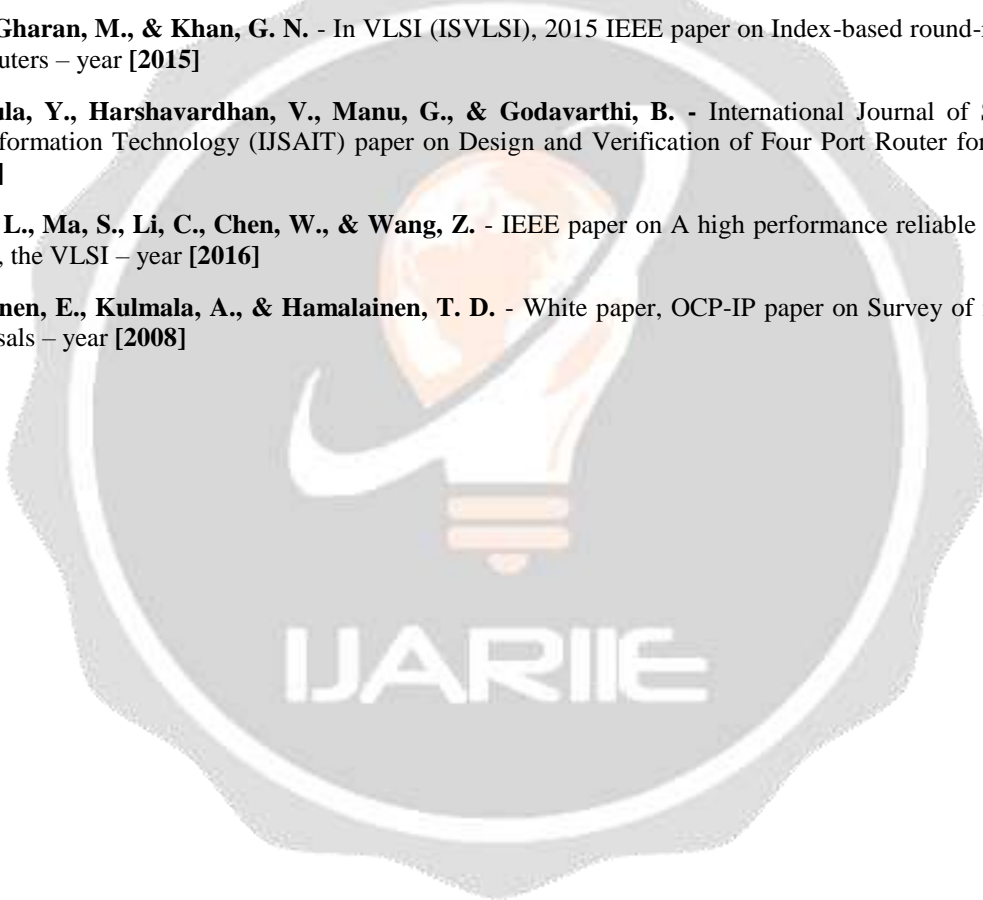 Gharan, M., & Khan, G. N. - In VLSI (ISVLSI), 2015 IEEE paper on Index-based round-
uters – year [2015]
ula, Y., Harshavardhan, V., Manu, G., & Godavarthi, B. - International Journal of S
formation Technology (IJSAIT) paper on Design and Verification of Four Port Router for
]
L., Ma, S., Li, C., Chen, W., & Wang, Z. - IEEE paper on A high performance reliable
, the VLSI – year [2016]
nen, E., Kulmala, A., & Hamalainen, T. D. - White paper, OCP-IP paper on Survey of
sals – year [2008]
IJARIIE